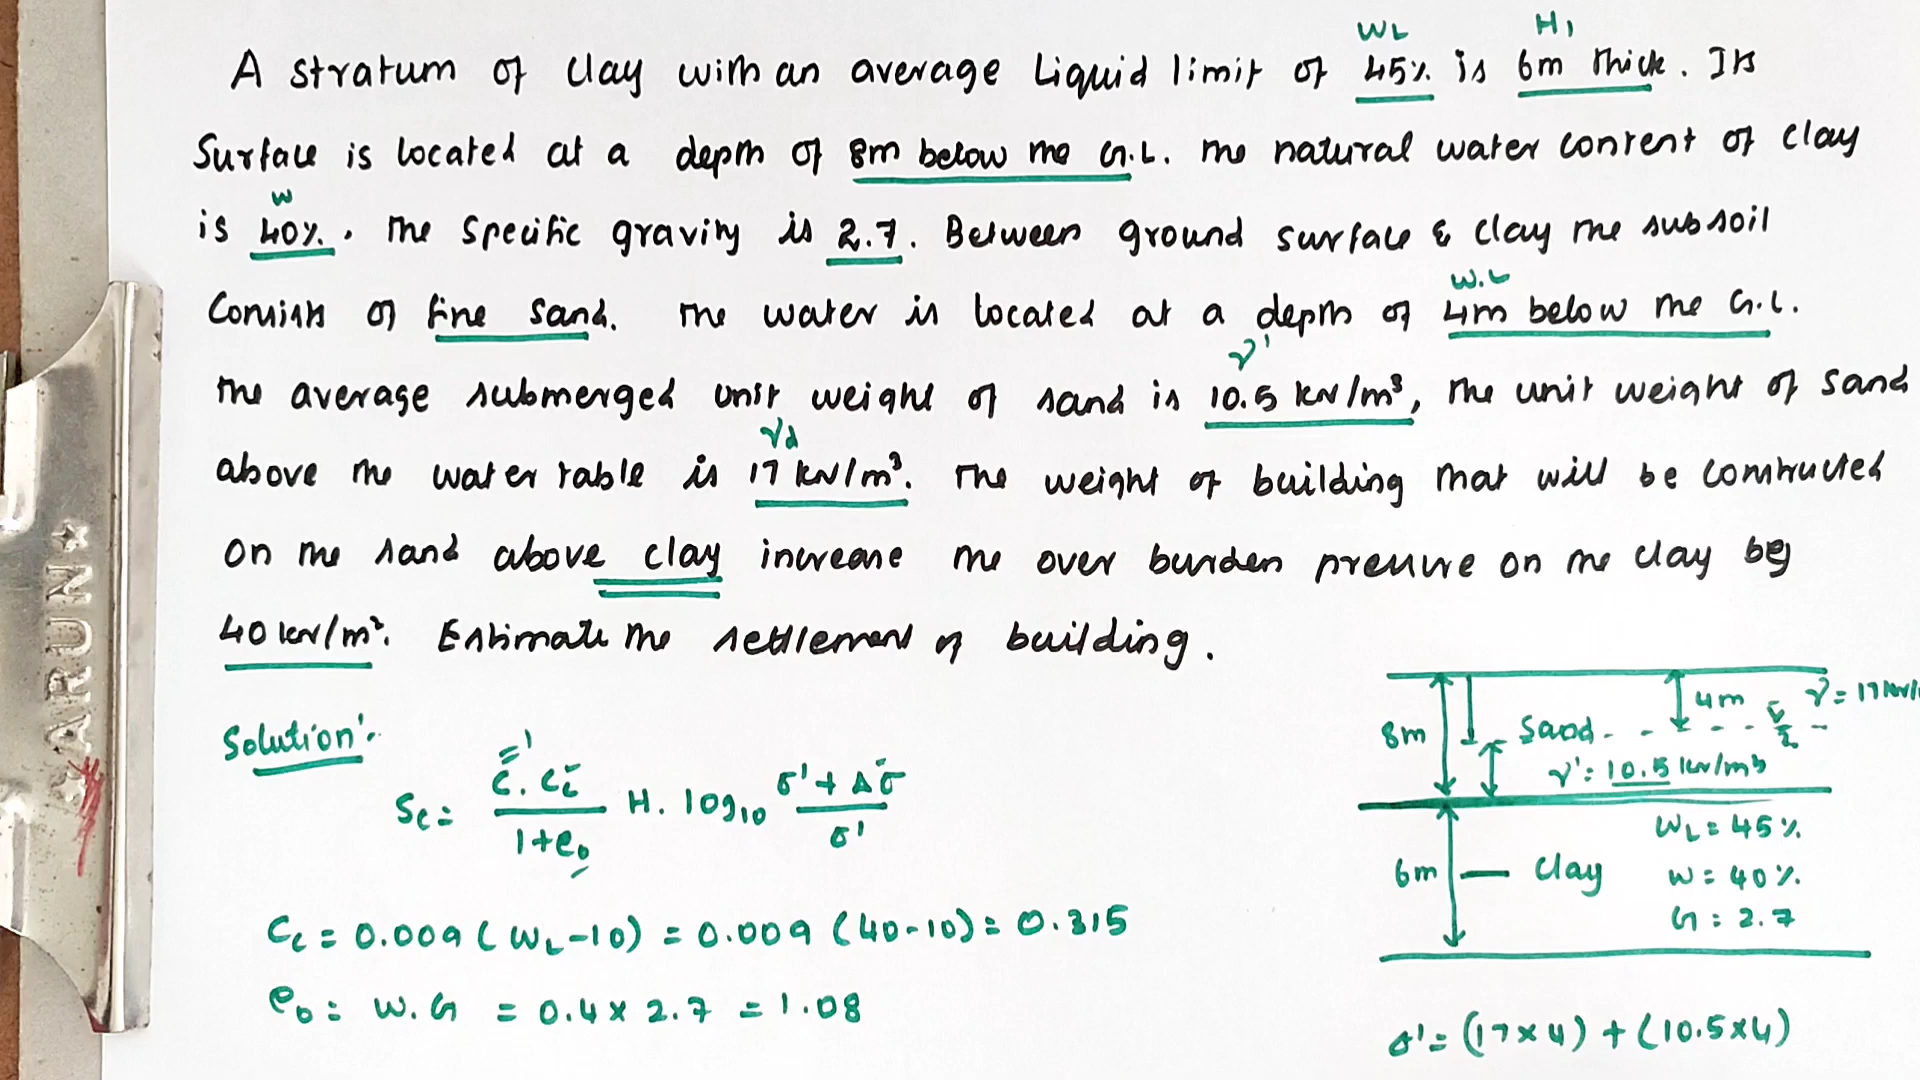 WL H1
A stratum of clay with an average Liquid limit of 45% is 6m thick. Its
Surface is located at a depth of 8m below the G.L. The natural water content of clay
w
is 40%. The specific gravity is 2.7. Between ground surface & clay the subsoil
W.L
Consists of fine sand. The water is located at a depth of 4m below the G.L.
γ'
The average submerged unit weight of sand is 10.5 kN/m³, The unit weight of sand
γd
above the water table is 17 kN/m³. The weight of building that will be constructed
on the sand above clay increase the over burden pressure on the clay by
40 kN/m². Estimate the settlement of building.
Solution:
Sc = C.Cc / 1+e₀ H. log10 σ'+Δσ / σ'
Cc = 0.009 (WL-10) = 0.009 (40-10) = 0.315
e₀ = W.G = 0.4 x 2.7 = 1.08
4m γ = 17 kN/
8m Sand
γ' = 10.5 kN/m3
WL = 45%
6m Clay W = 40%.
G = 2.7
σ' = (17 x 4) + (10.5x4)
ARUN